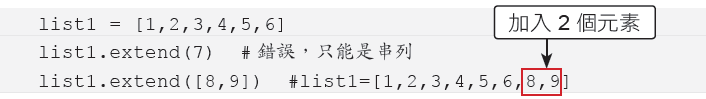 加入 2 個元素
list1 = [1,2,3,4,5,6]
list1.extend(7)  #錯誤，只能是串列
list1.extend([8,9])  #list1=[1,2,3,4,5,6,8,9]